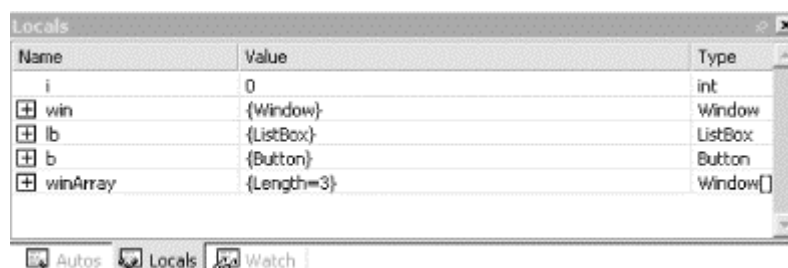 Locals
Name Value Type
i 0 int
win {Window} Window
lb {ListBox} ListBox
b {Button} Button
winArray {Length=3} Window[]
Autos Locals Watch